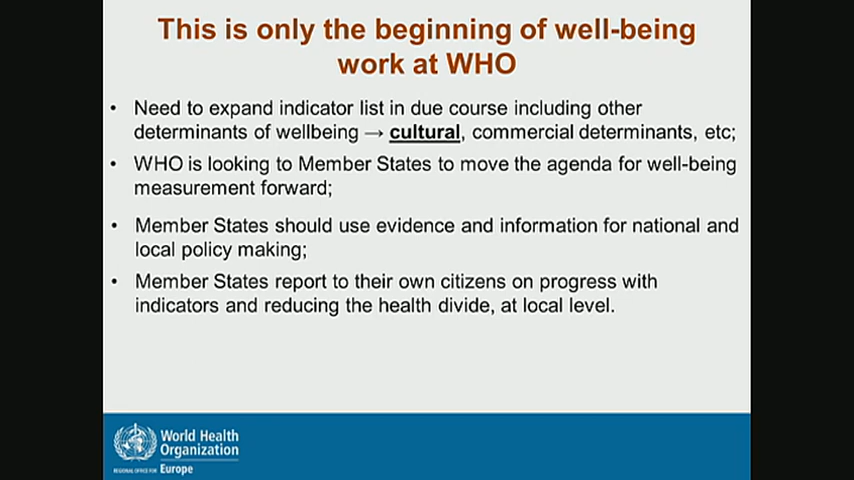 This is only the beginning of well-being
work at WHO
• Need to expand indicator list in due course including other
determinants of wellbeing → cultural, commercial determinants, etc;
• WHO is looking to Member States to move the agenda for well-being
measurement forward;
• Member States should use evidence and information for national and
local policy making;
• Member States report to their own citizens on progress with
indicators and reducing the health divide, at local level.
World Health
Organization
REGIONAL OFFICE FOR Europe